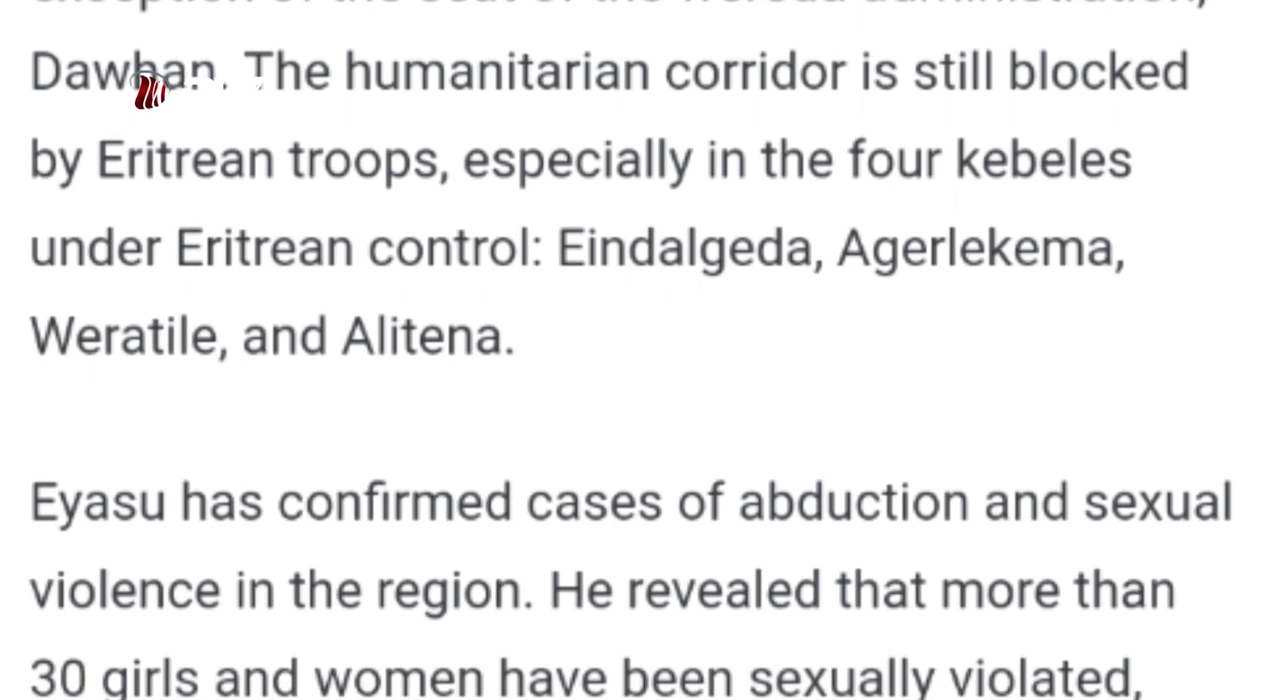 Dawhan. The humanitarian corridor is still blocked
by Eritrean troops, especially in the four kebeles
under Eritrean control: Eindalgeda, Agerlekema,
Weratile, and Alitena.
Eyasu has confirmed cases of abduction and sexual
violence in the region. He revealed that more than
30 girls and women have been sexually violated,